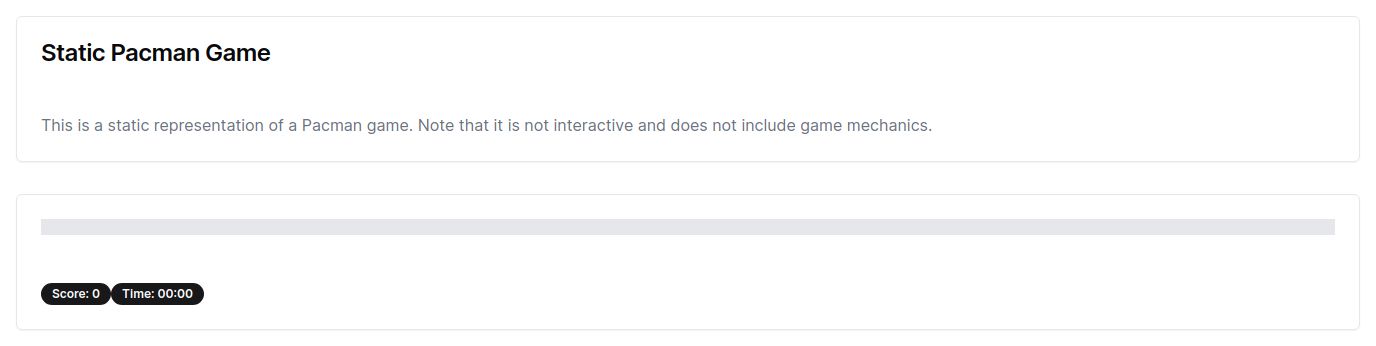 Static Pacman Game
This is a static representation of a Pacman game. Note that it is not interactive and does not include game mechanics.
Score: 0 Time: 00:00